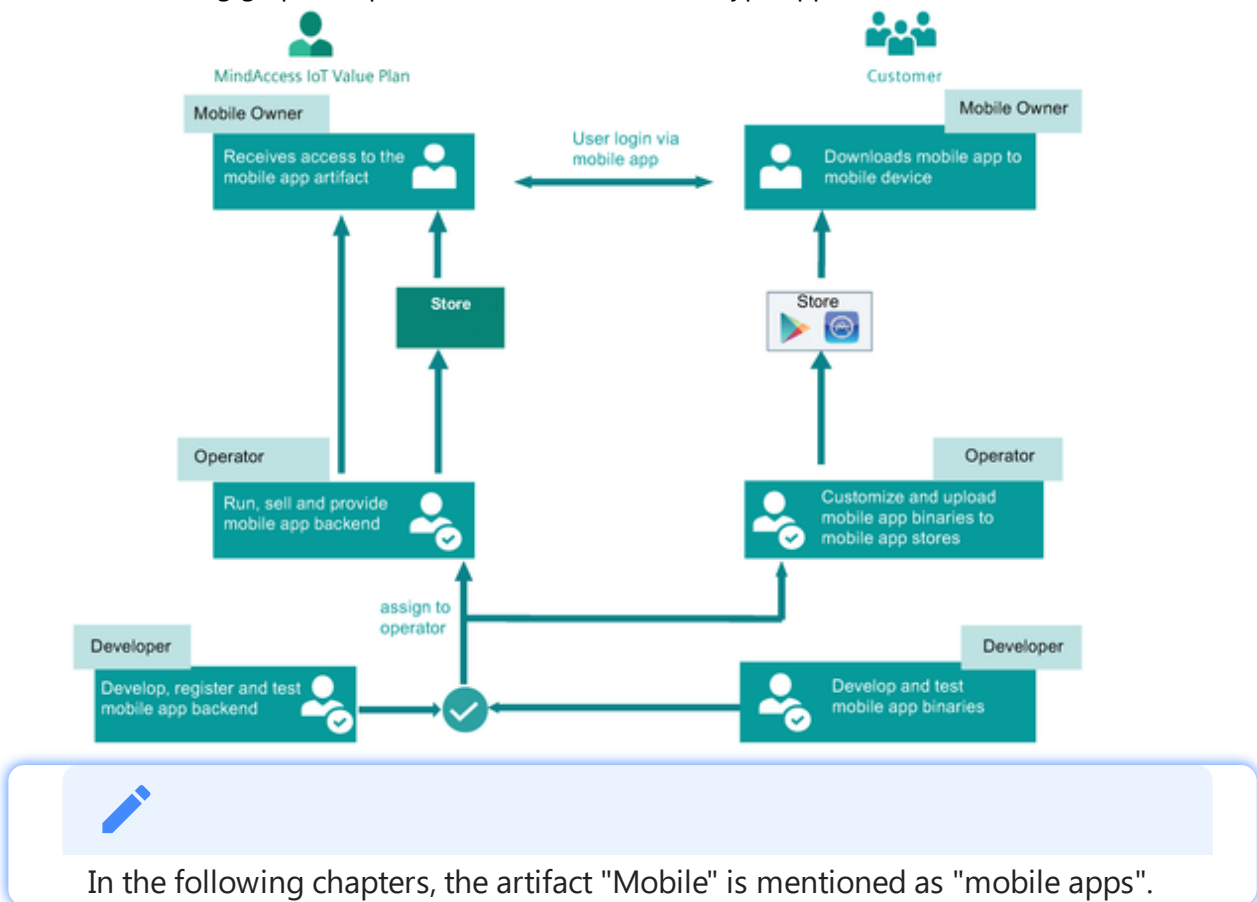 MindAccess IoT Value Plan
Customer
Mobile Owner
Mobile Owner
Receives access to the
mobile app artifact
User login via
mobile app
Downloads mobile app to
mobile device
Store
Store
Operator
Operator
Run, sell and provide
mobile app backend
Customize and upload
mobile app binaries to
mobile app stores
assign to
operator
Developer
Developer
Develop, register and test
mobile app backend
Develop and test
mobile app binaries
In the following chapters, the artifact "Mobile" is mentioned as "mobile apps".